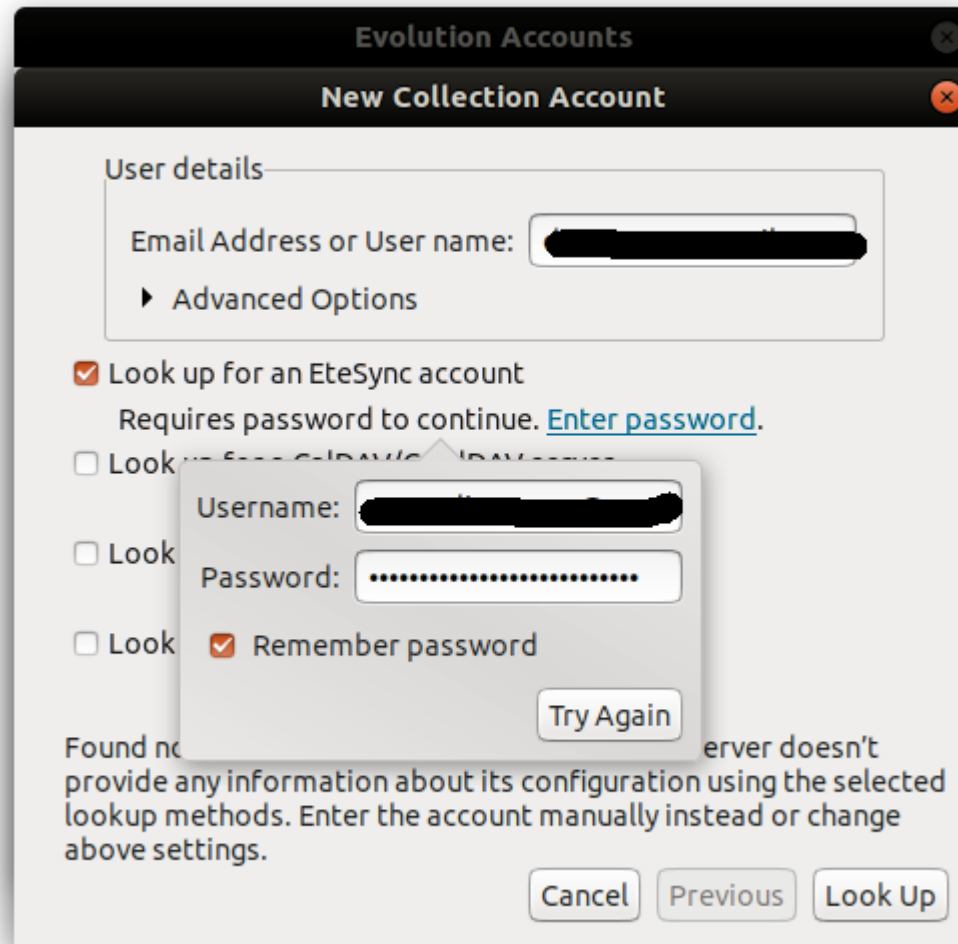 Evolution Accounts
New Collection Account
User details
Email Address or User name:
Advanced Options
Look up for an EteSync account
Requires password to continue. Enter password.
Look
Username:
Look
Password:
Look
Remember password
Try Again
Found erver doesn’t
provide any information about its configuration using the selected
lookup methods. Enter the account manually instead or change
above settings.
Cancel Previous Look Up